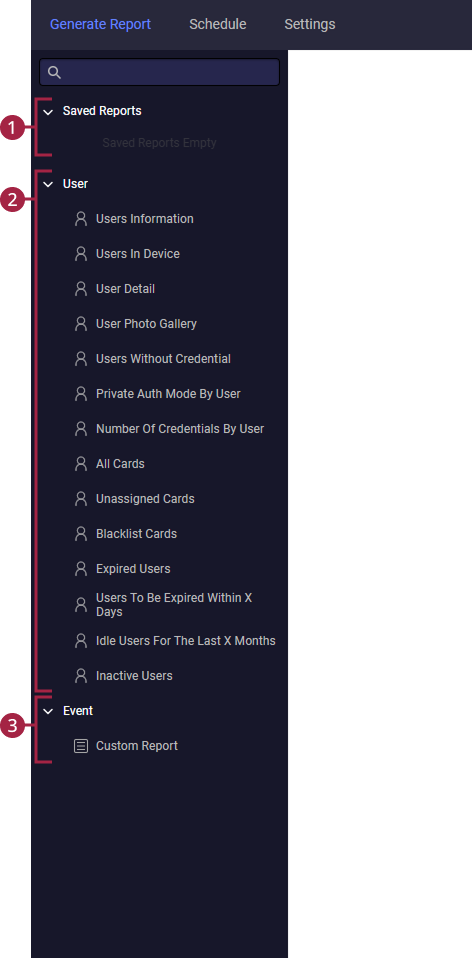 Generate Report Schedule Settings
1
Saved Reports
Saved Reports Empty
2
User
Users Information
Users In Device
User Detail
User Photo Gallery
Users Without Credential
Private Auth Mode By User
Number Of Credentials By User
All Cards
Unassigned Cards
Blacklist Cards
Expired Users
Users To Be Expired Within X
Days
Idle Users For The Last X Months
Inactive Users
3
Event
Custom Report